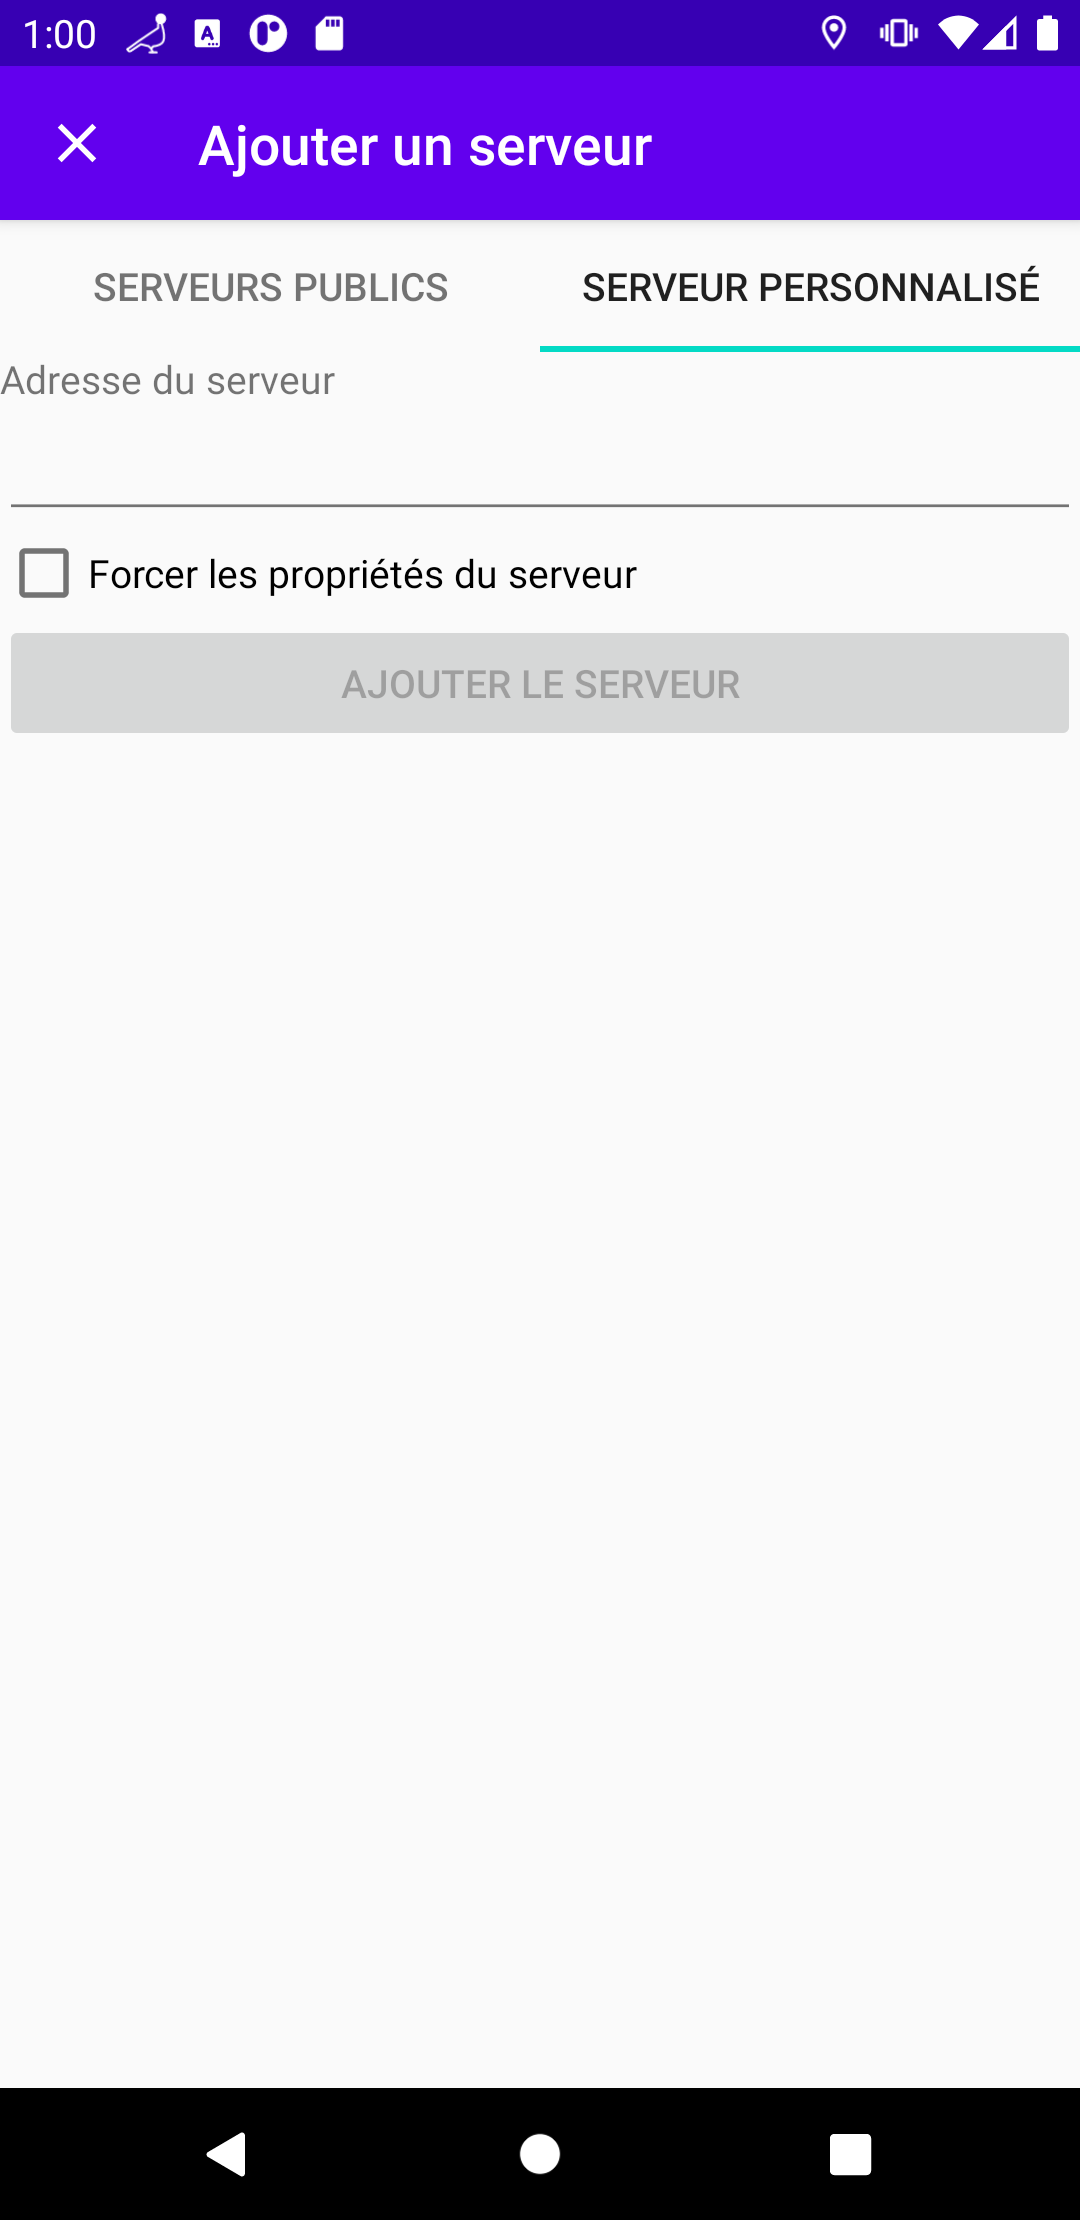 1:00
Ajouter un serveur
SERVEURS PUBLICS
SERVEUR PERSONNALISÉ
Adresse du serveur
Forcer les propriétés du serveur
AJOUTER LE SERVEUR